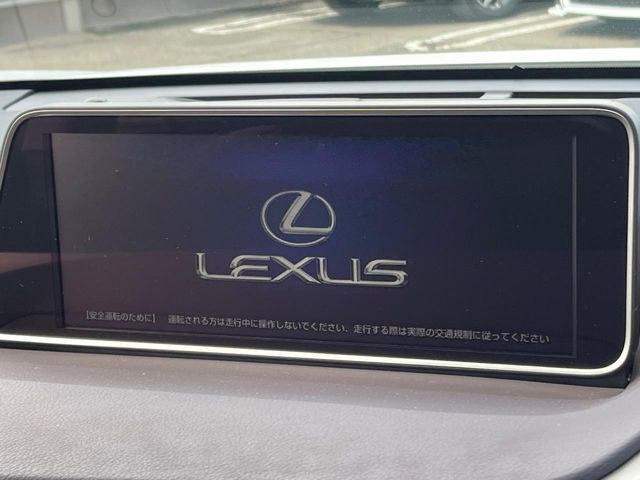 LEXUS
【安全運転のために】 運転される方は走行中に操作しないでください、走行する際は実際の交通規制に従ってください